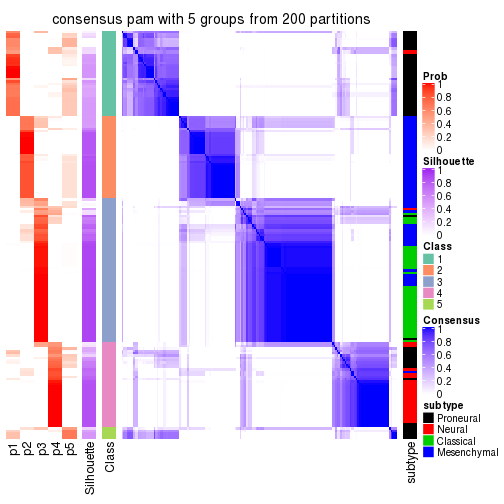 consensus pam with 5 groups from 200 partitions
Prob
1
0.8
0.6
0.4
0.2
0
Silhouette
1
0.8
0.6
0.4
0.2
0
Class
1
2
3
4
5
Consensus
1
0.8
0.6
0.4
0.2
0
subtype
Proneural
Neural
Classical
Mesenchymal
p1
p2
p3
p4
p5
Silhouette
Class
subtype